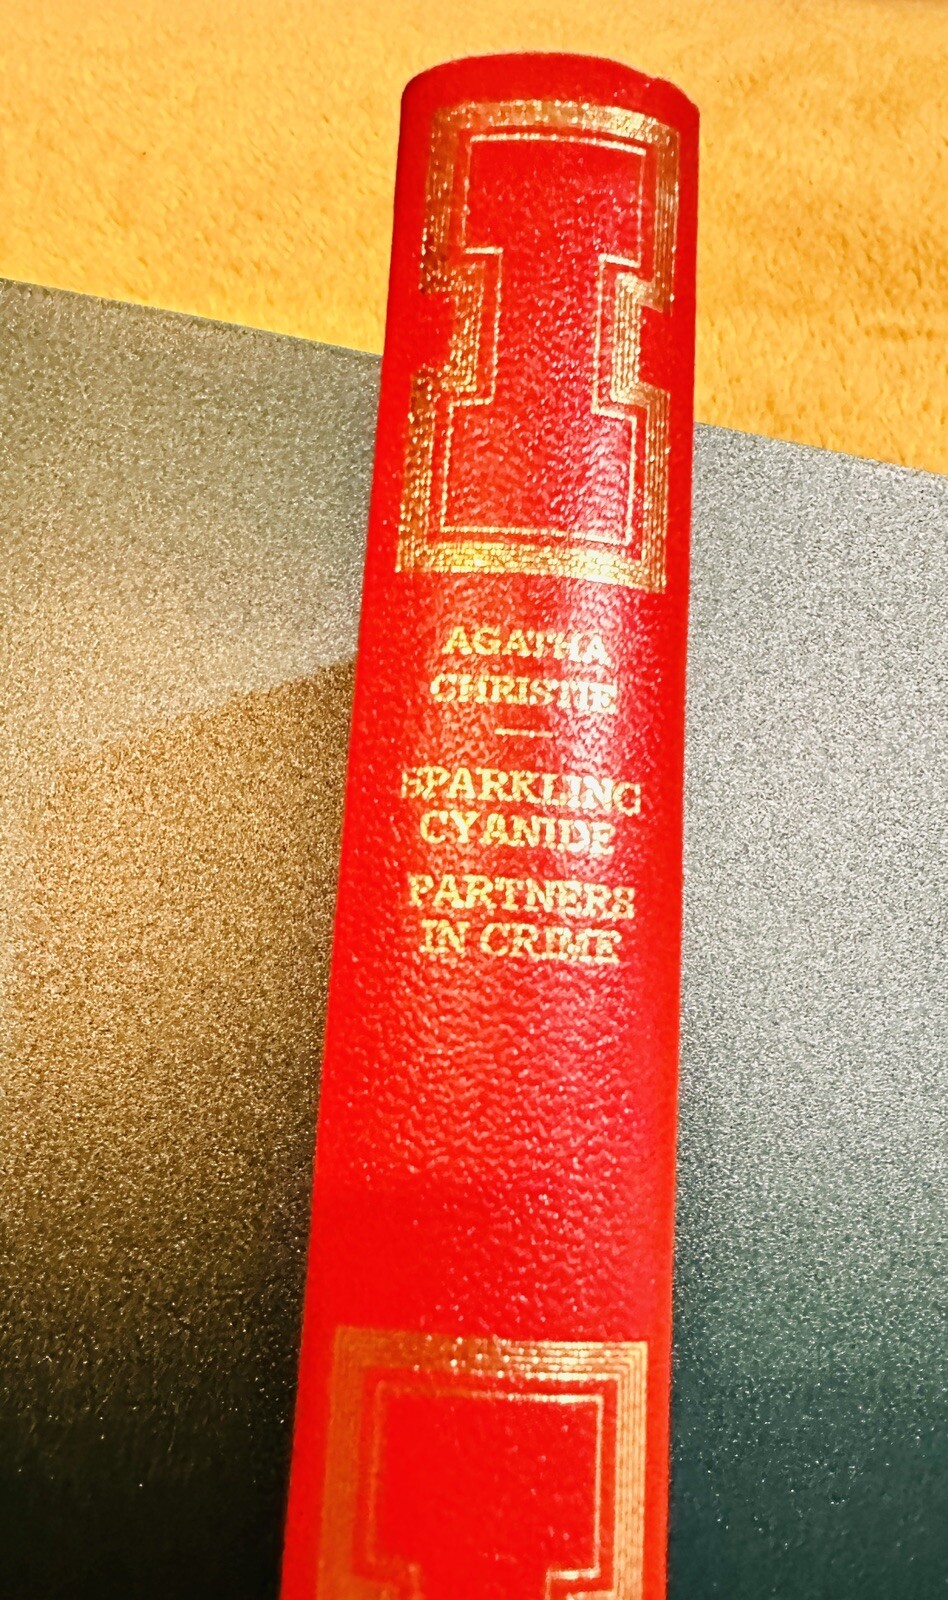 AGATHA
CHRISTIE
SPARKLING
CYANIDE
PARTNERS
IN CRIME